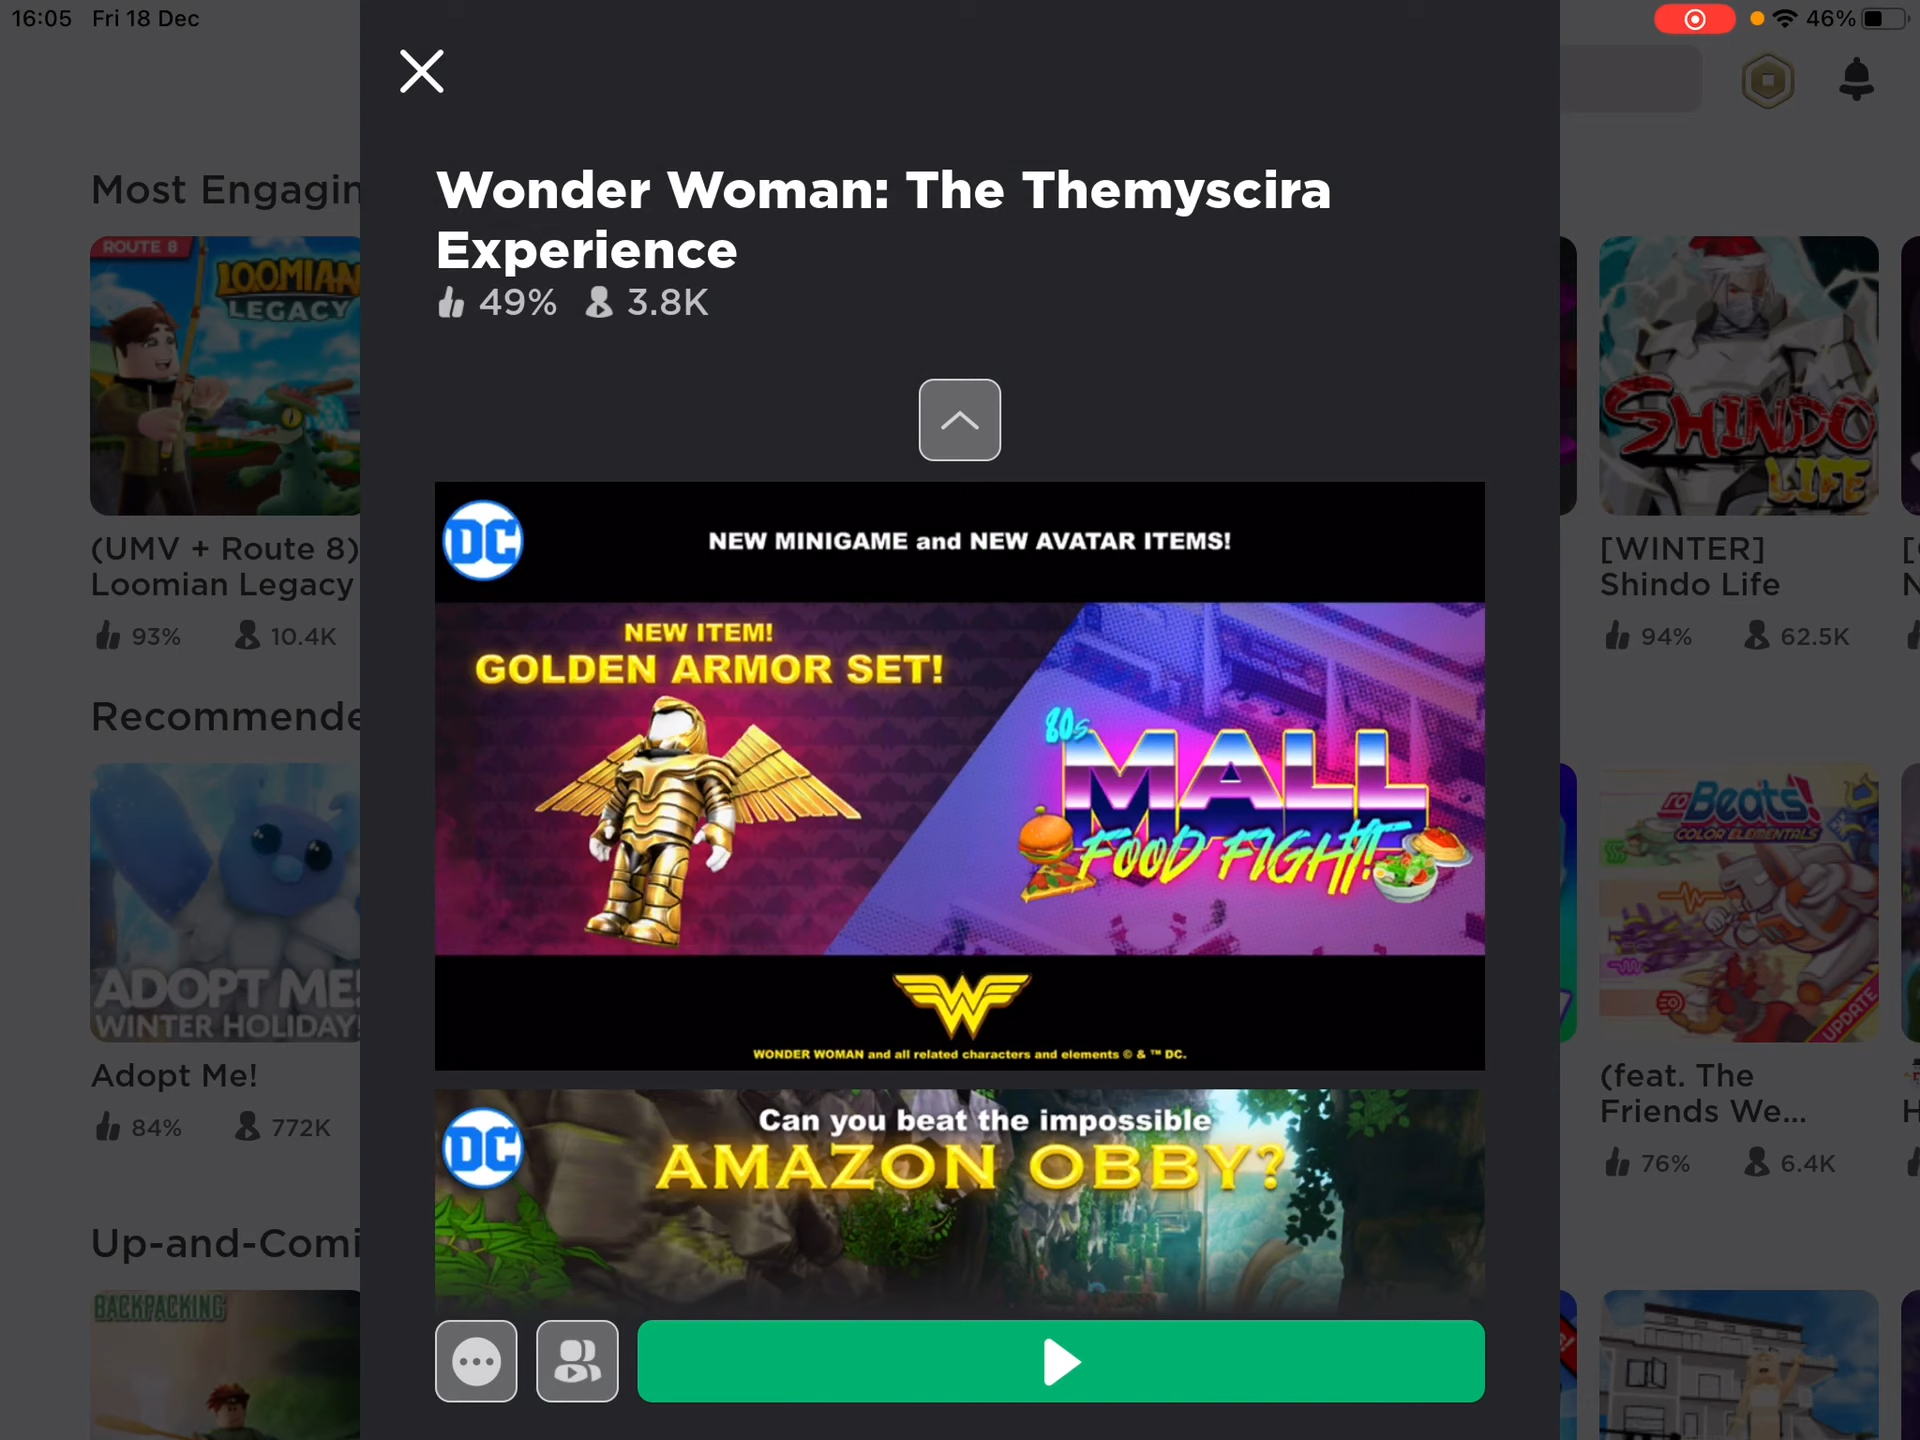 16:05 Fri 18 Dec
46%
Wonder Woman: The Themyscira
Experience
49% 3.8K
DC
NEW MINIGAME and NEW AVATAR ITEMS!
NEW ITEM!
GOLDEN ARMOR SET!
80s
MALL
FOOD FIGHT!
W
WONDER WOMAN and all related characters and elements © & ™ DC.
DC
Can you beat the impossible
AMAZON OBBY?
Most Engagin
ROUTE 8
LOOMIAN
LEGACY
(UMV + Route 8)
Loomian Legacy
93% 10.4K
SHINDO
LIFE
[WINTER]
Shindo Life
94% 62.5K
Recommende
ADOPT ME!
WINTER HOLIDAY!
Adopt Me!
84% 772K
roBeats!
COLOR ELEMENTALS
UPDATE
(feat. The
Friends We...
76% 6.4K
Up-and-Comi
BACKPACKING